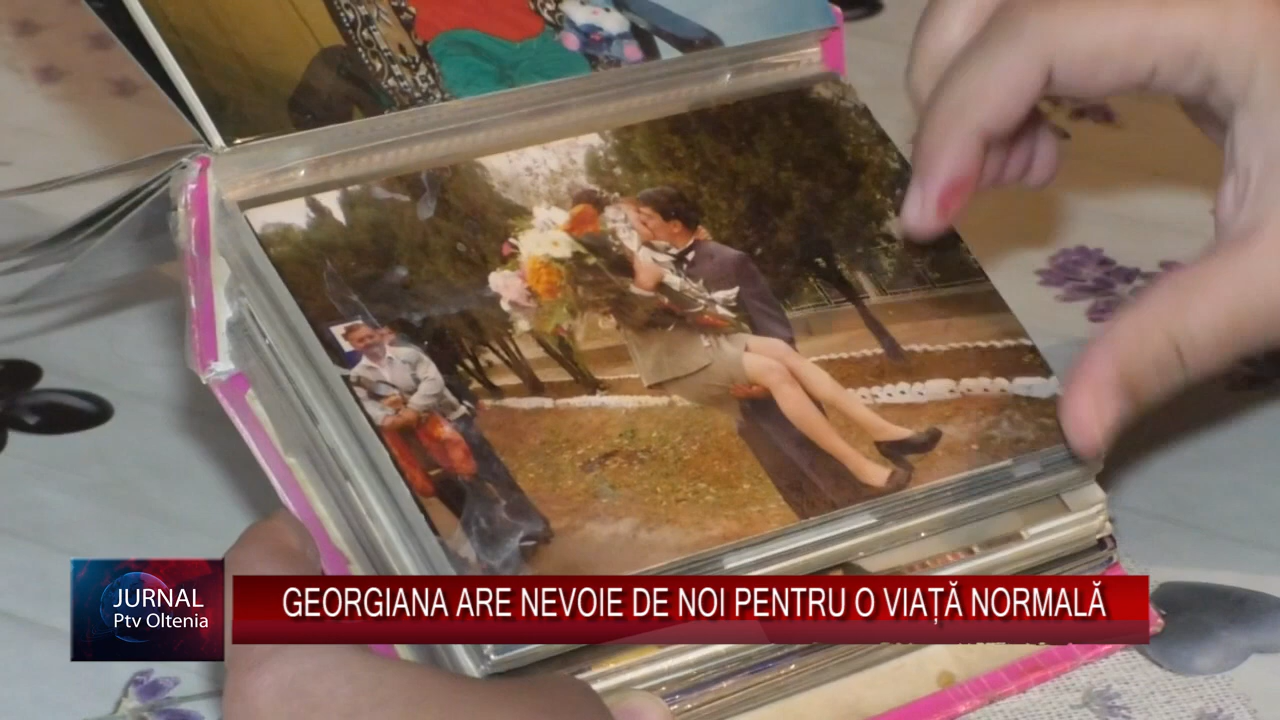 JURNAL
Ptv Oltenia
GEORGIANA ARE NEVOIE DE NOI PENTRU O VIAȚĂ NORMALĂ